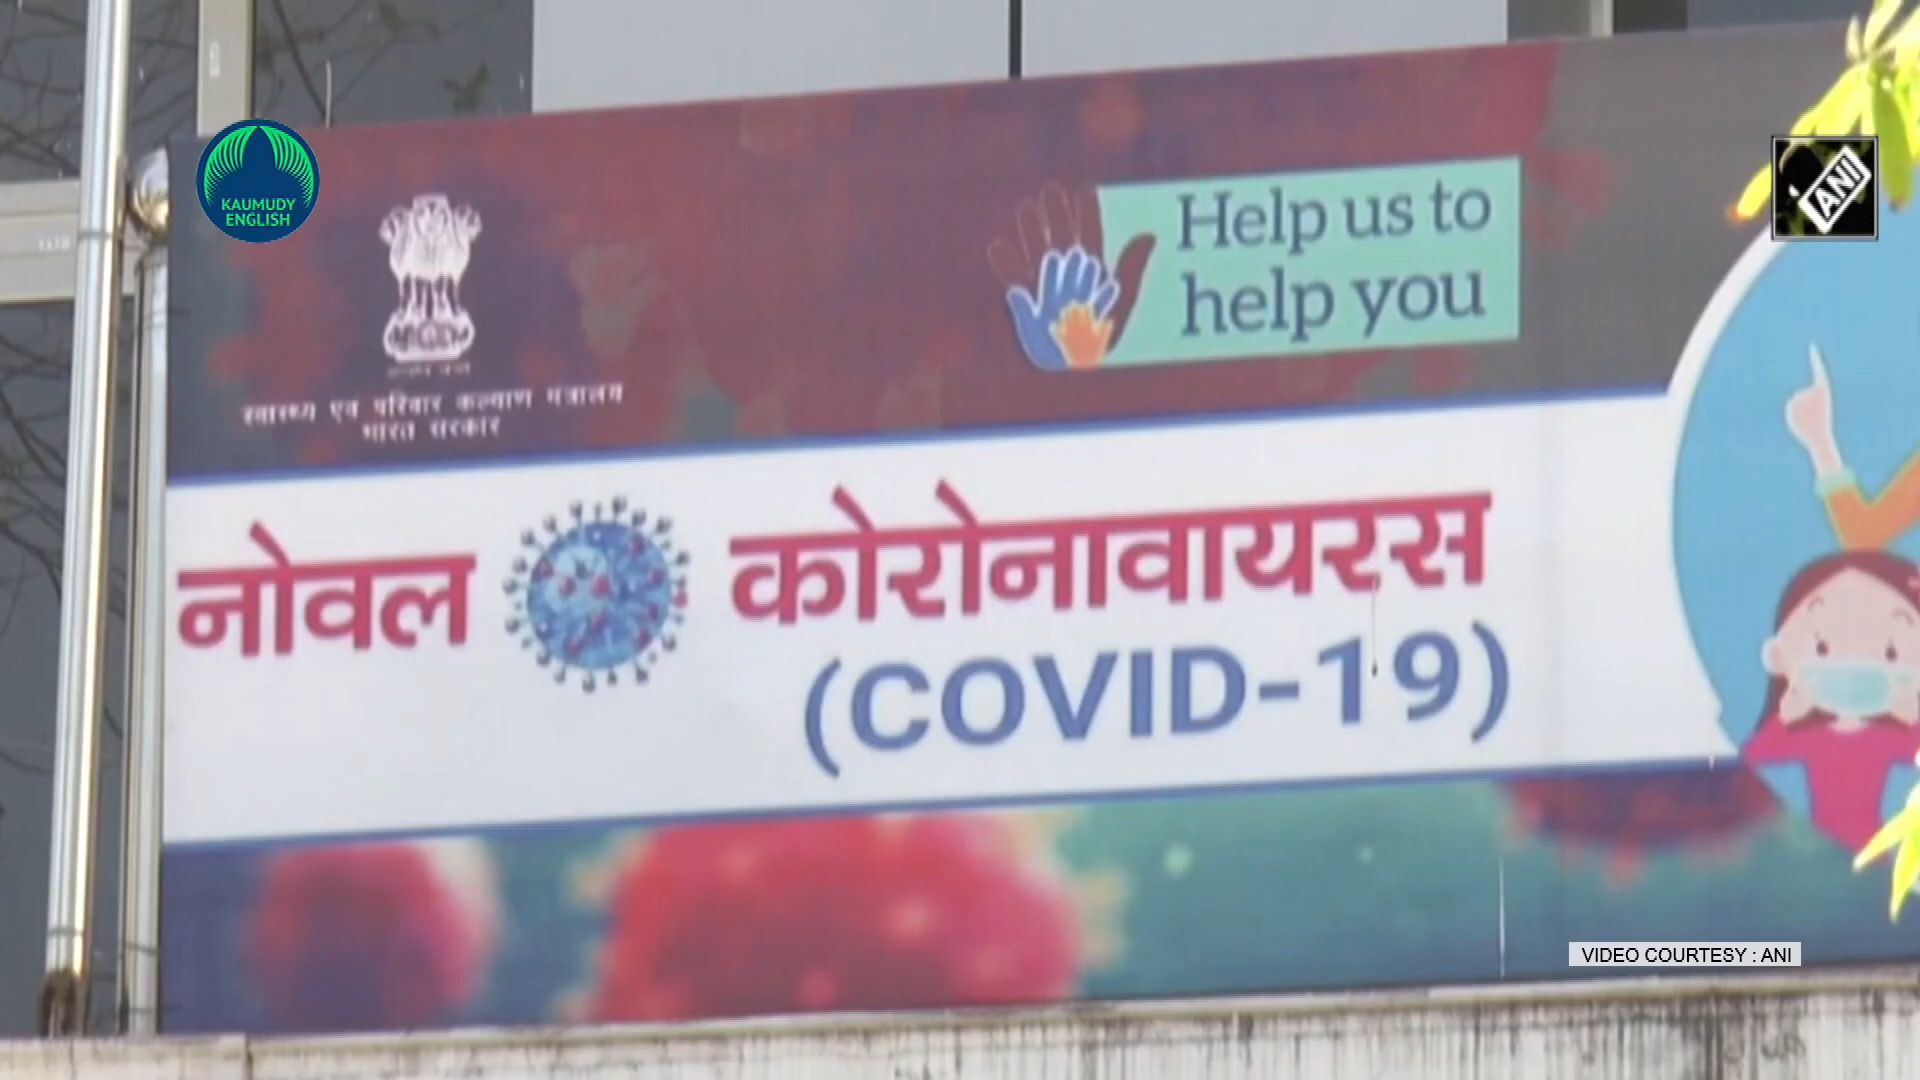 KAUMUDY
ENGLISH
ANI
Help us to
help you
स्वास्थ्य एवं परिवार कल्याण मंत्रालय
भारत सरकार
नोवल कोरोनावायरस
(COVID-19)
VIDEO COURTESY : ANI